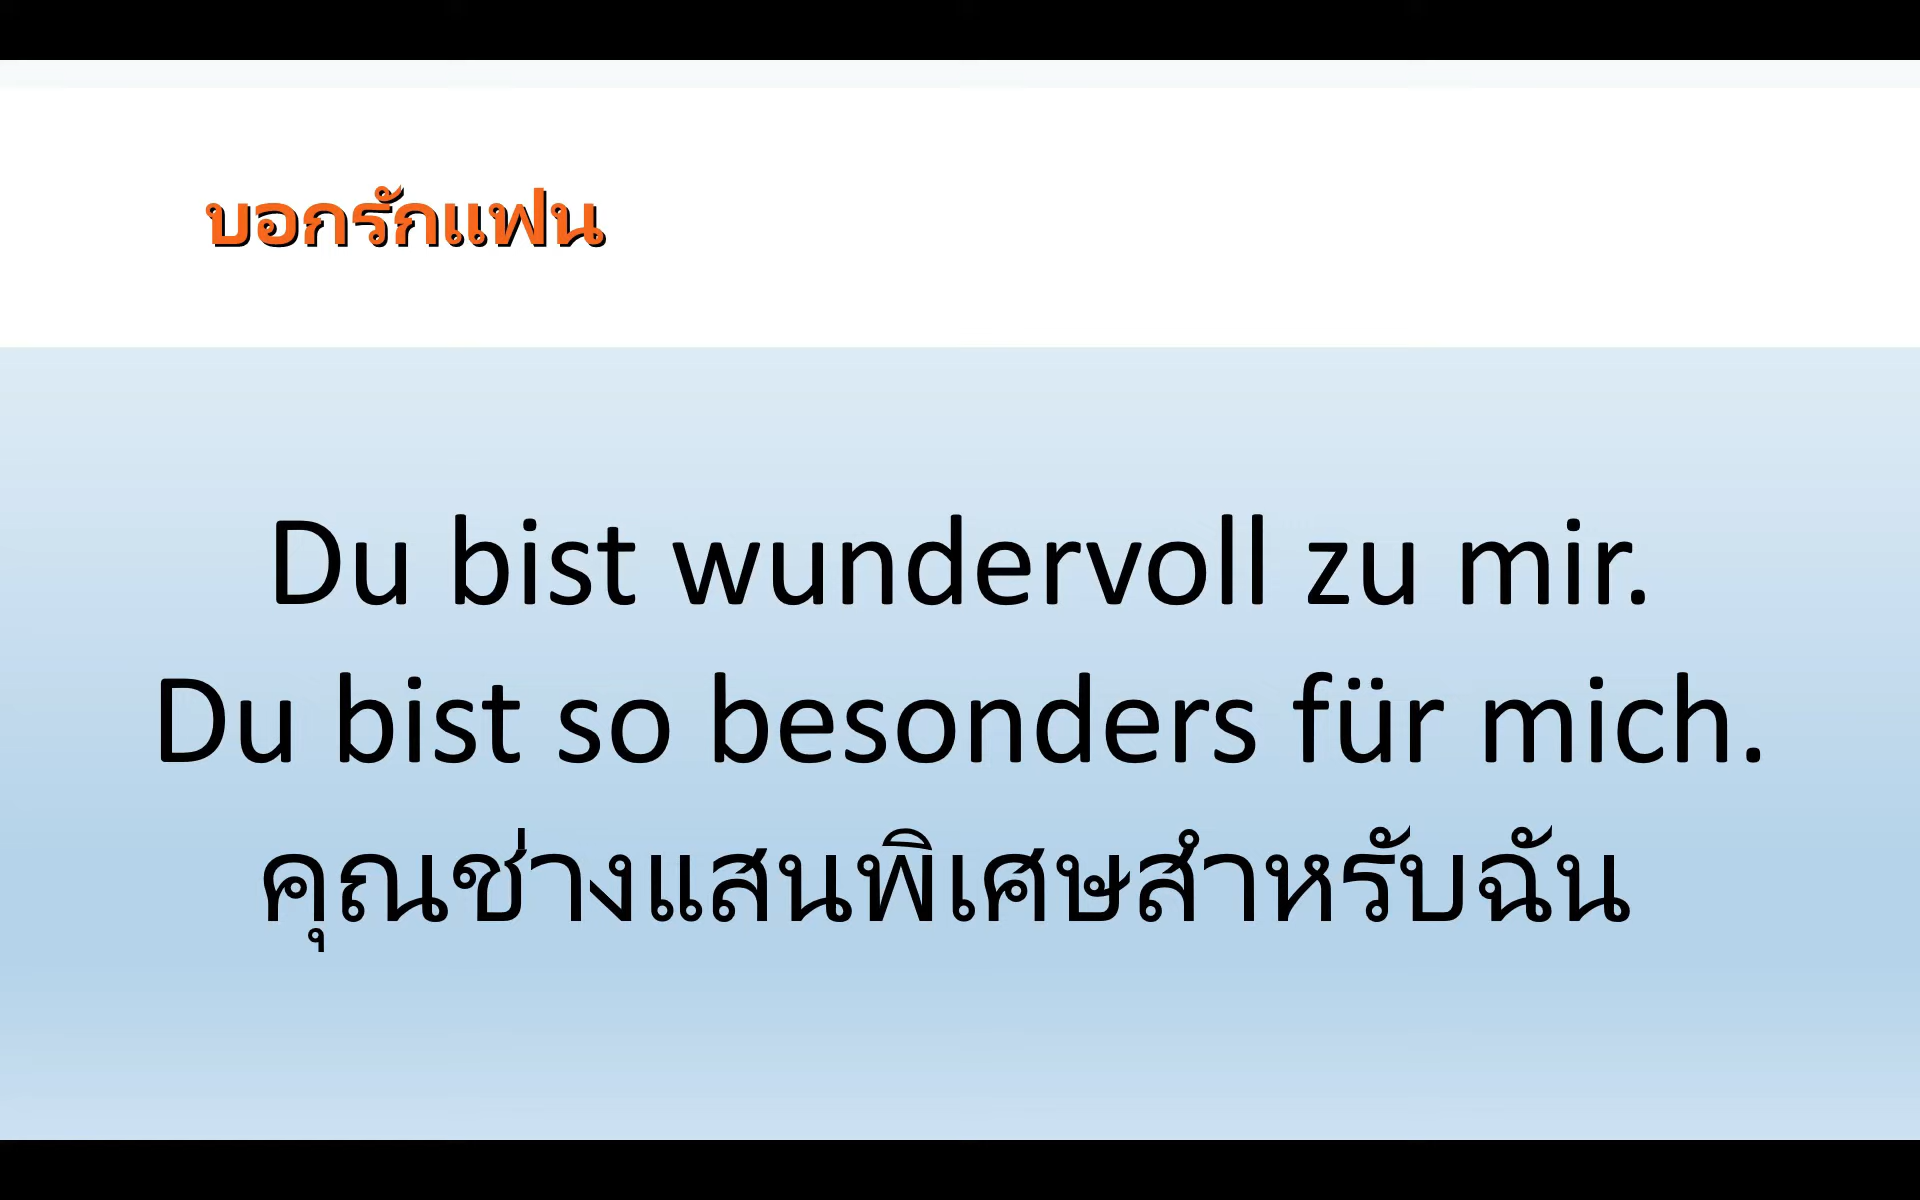 บอกรักแฟน
Du bist wundervoll zu mir.
Du bist so besonders für mich.
คุณช่างแสนพิเศษสำหรับฉัน